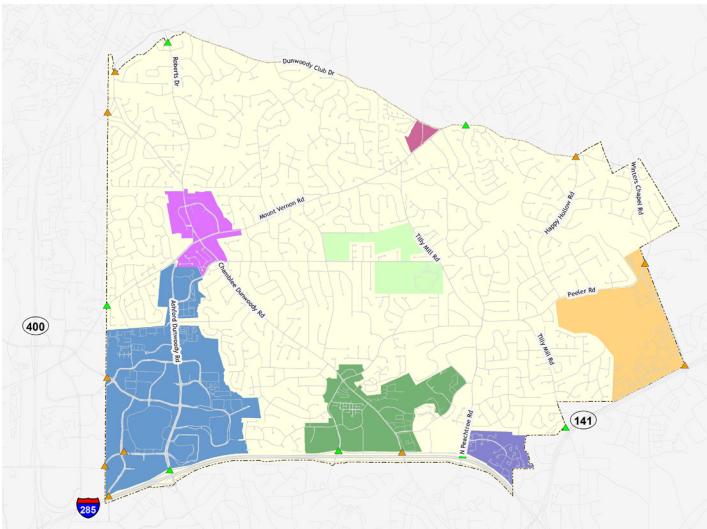 Dunwoody Club Dr
Roberts Dr
Mount Vernon Rd
Winters Chapel Rd
Happy Hollow Rd
Tilly Mill Rd
Chamblee Dunwoody Rd
Peeler Rd
Ashford Dunwoody Rd
400
Tilly Mill Rd
N Peachtree Rd
141
285